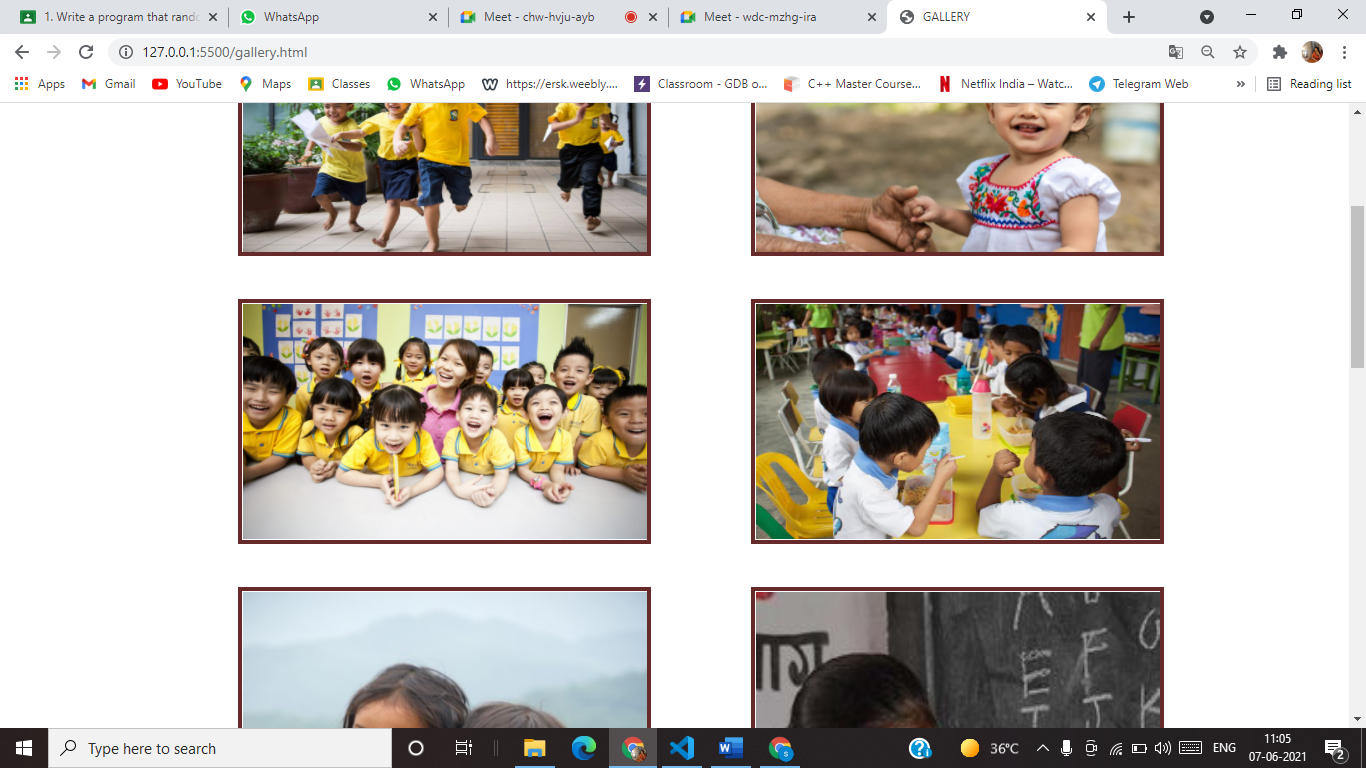 1. Write a program that rando
WhatsApp
Meet - chw-hvju-ayb
Meet - wdc-mzhg-ira
GALLERY
127.0.0.1:5500/gallery.html
Apps
Gmail
YouTube
Maps
Classes
WhatsApp
https://ersk.weebly....
Classroom - GDB o...
C++ Master Course...
Netflix India – Watc...
Telegram Web
»
Reading list
F
E
J
K
Type here to search
36°C
ENG
11:05
07-06-2021
2